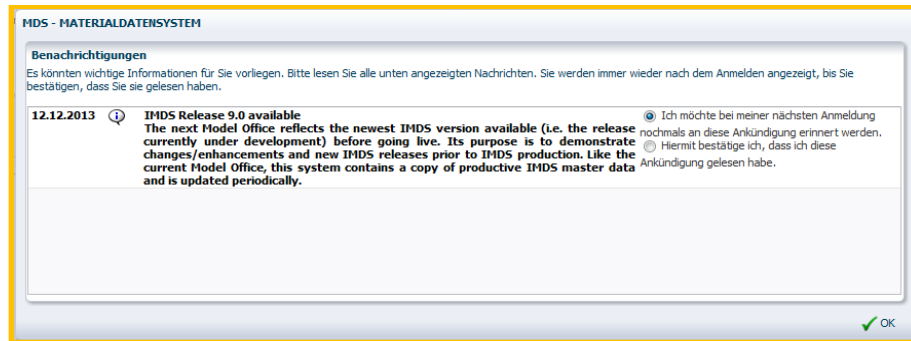 MDS - MATERIALDATENSYSTEM
Benachrichtigungen
Es könnten wichtige Informationen für Sie vorliegen. Bitte lesen Sie alle unten angezeigten Nachrichten. Sie werden immer wieder nach dem Anmelden angezeigt, bis Sie
bestätigen, dass Sie sie gelesen haben.
12.12.2013
IMDS Release 9.0 available
The next Model Office reflects the newest IMDS version available (i.e. the release
currently under development) before going live. Its purpose is to demonstrate
changes/enhancements and new IMDS releases prior to IMDS production. Like the
current Model Office, this system contains a copy of productive IMDS master data
and is updated periodically.
Ich möchte bei meiner nächsten Anmeldung
nochmals an diese Ankündigung erinnert werden.
Hiermit bestätige ich, dass ich diese
Ankündigung gelesen habe.
OK